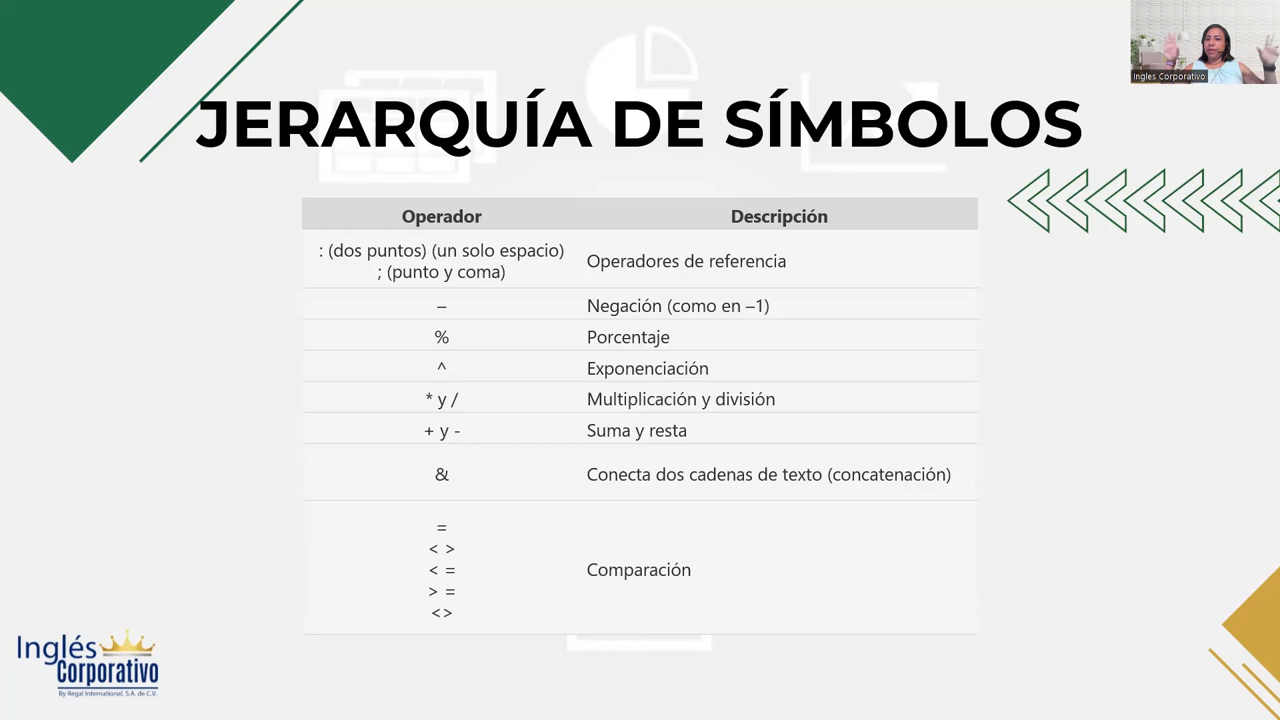 Ingles Corporativo
JERARQUÍA DE SÍMBOLOS
Operador Descripción
: (dos puntos) (un solo espacio)
; (punto y coma) Operadores de referencia
– Negación (como en –1)
% Porcentaje
^ Exponenciación
* y / Multiplicación y división
+ y - Suma y resta
& Conecta dos cadenas de texto (concatenación)
=
< >
< =
> =
<>
Comparación
Inglés
Corporativo
By Regal International, S.A. de C.V.